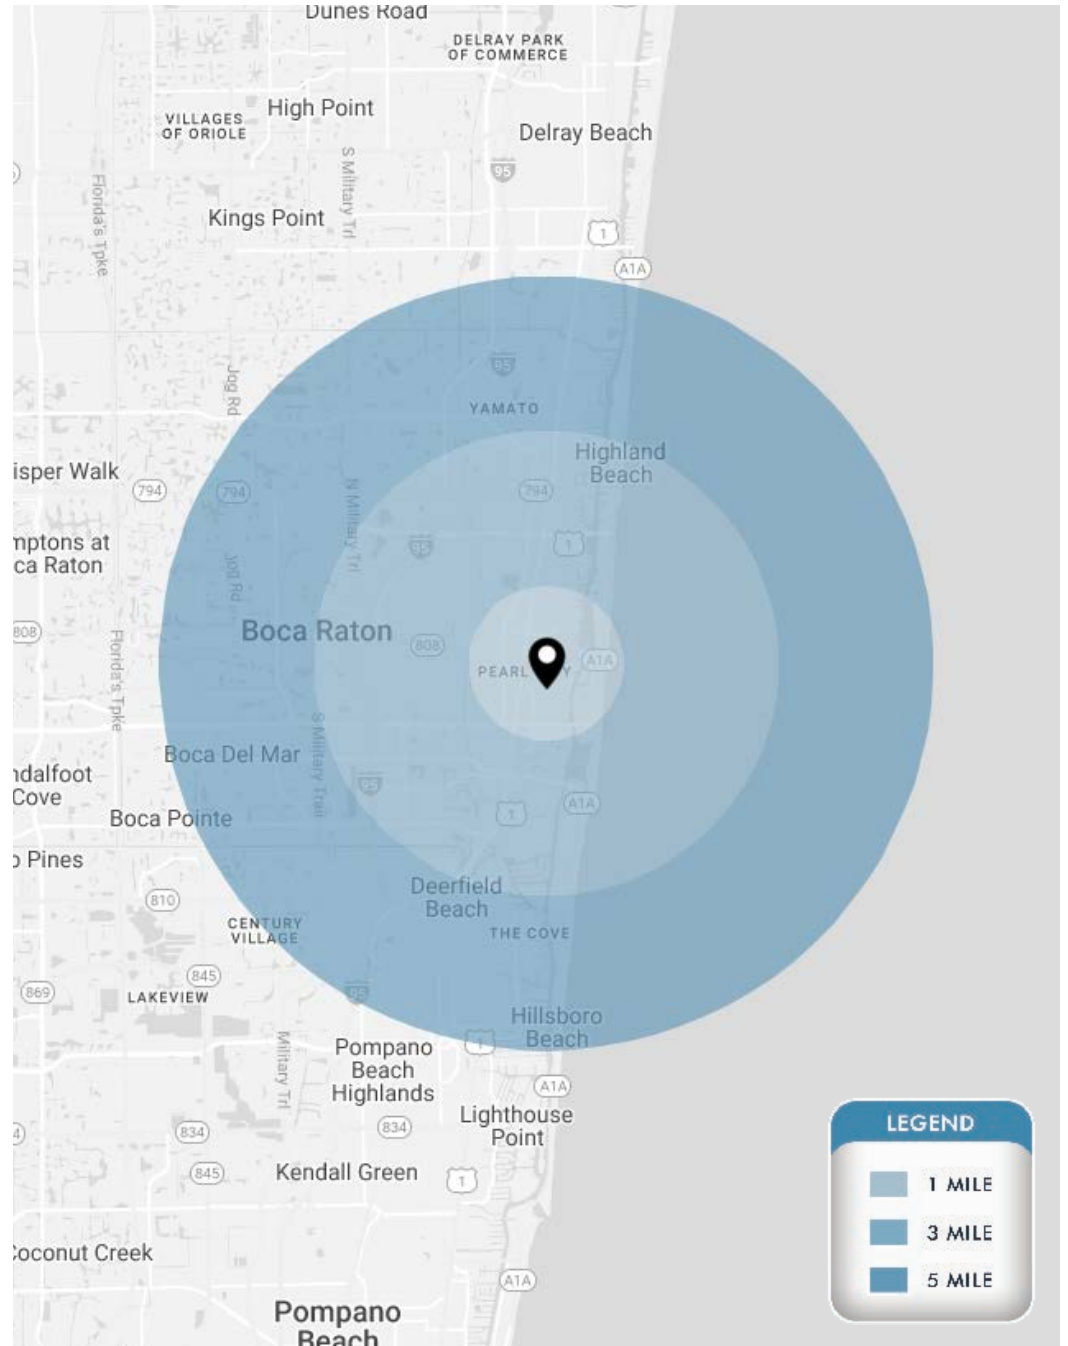 Dunes Road
DELRAY PARK
OF COMMERCE
High Point
VILLAGES
OF ORIOLE
Delray Beach
S Military Trl
95
Florida's Tpke
Kings Point
1
A1A
95
Jog Rd
YAMATO
Highland
Beach
isper Walk
794
794
794
N Military Trl
mptons at
ca Raton
95
1
Jog Rd
808
Boca Raton
808
PEARL
Y
A1A
Florida's Tpke
S Military Trail
Boca Del Mar
ndalfoot
Cove
95
A1A
1
Boca Pointe
o Pines
810
Deerfield
Beach
CENTURY
VILLAGE
THE COVE
845
869
LAKEVIEW
95
Hillsboro
Beach
1
Military Trl
Pompano
Beach
Highlands
A1A
Lighthouse
Point
834
834
4
845
Kendall Green
1
Coconut Creek
A1A
Pompano
Beach
LEGEND
1 MILE
3 MILE
5 MILE